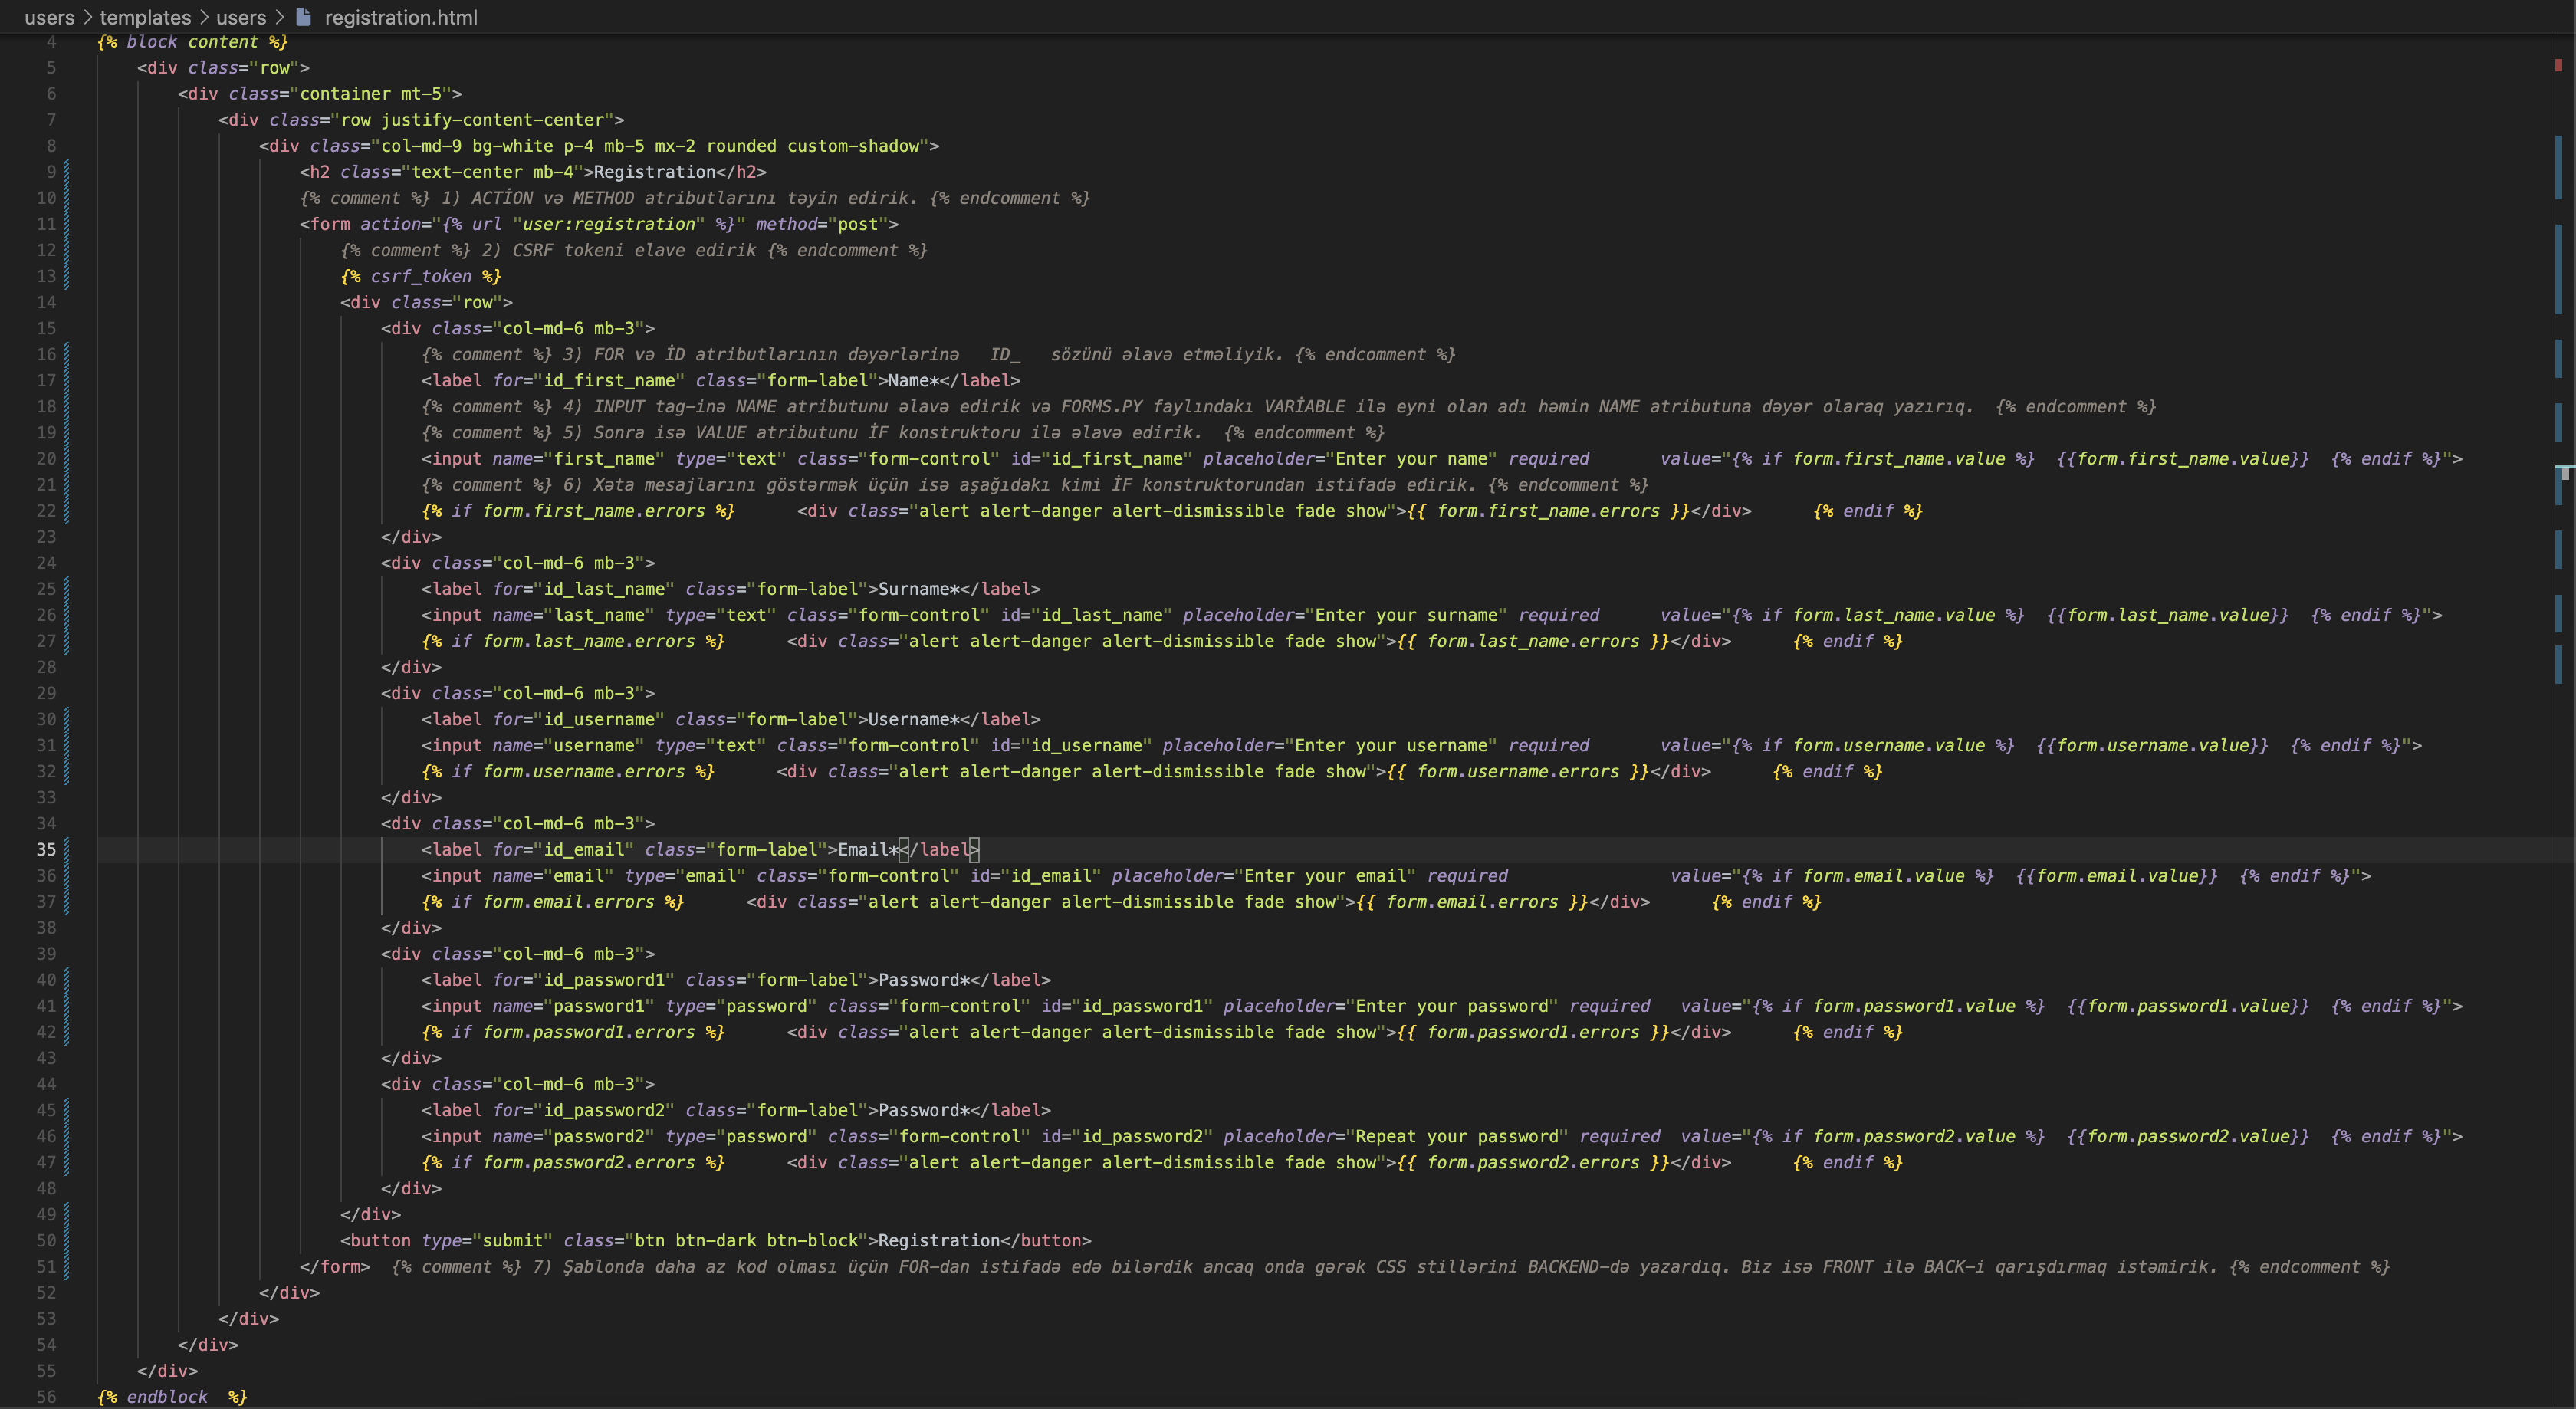 users > templates > users > registration.html
4 {% block content %}
5 <div class="row">
6 <div class="container mt-5">
7 <div class="row justify-content-center">
8 <div class="col-md-9 bg-white p-4 mb-5 mx-2 rounded custom-shadow">
9 <h2 class="text-center mb-4">Registration</h2>
10 {% comment %} 1) ACTİON və METHOD atributlarını təyin edirik. {% endcomment %}
11 <form action="{% url "user:registration" %}" method="post">
12 {% comment %} 2) CSRF tokeni elave edirik {% endcomment %}
13 {% csrf_token %}
14 <div class="row">
15 <div class="col-md-6 mb-3">
16 {% comment %} 3) FOR və İD atributlarının dəyərlərinə   ID_   sözünü əlavə etməliyik. {% endcomment %}
17 <label for="id_first_name" class="form-label">Name*</label>
18 {% comment %} 4) INPUT tag-inə NAME atributunu əlavə edirik və FORMS.PY faylındakı VARİABLE ilə eyni olan adı həmin NAME atributuna dəyər olaraq yazırıq.  {% endcomment %}
19 {% comment %} 5) Sonra isə VALUE atributunu İF konstruktoru ilə əlavə edirik.  {% endcomment %}
20 <input name="first_name" type="text" class="form-control" id="id_first_name" placeholder="Enter your name" required       value="{% if form.first_name.value %}  {{form.first_name.value}}  {% endif %}">
21 {% comment %} 6) Xəta mesajlarını göstərmək üçün isə aşağıdakı kimi İF konstruktorundan istifadə edirik. {% endcomment %}
22 {% if form.first_name.errors %}      <div class="alert alert-danger alert-dismissible fade show">{{ form.first_name.errors }}</div>      {% endif %}
23 </div>
24 <div class="col-md-6 mb-3">
25 <label for="id_last_name" class="form-label">Surname*</label>
26 <input name="last_name" type="text" class="form-control" id="id_last_name" placeholder="Enter your surname" required      value="{% if form.last_name.value %}  {{form.last_name.value}}  {% endif %}">
27 {% if form.last_name.errors %}      <div class="alert alert-danger alert-dismissible fade show">{{ form.last_name.errors }}</div>      {% endif %}
28 </div>
29 <div class="col-md-6 mb-3">
30 <label for="id_username" class="form-label">Username*</label>
31 <input name="username" type="text" class="form-control" id="id_username" placeholder="Enter your username" required       value="{% if form.username.value %}  {{form.username.value}}  {% endif %}">
32 {% if form.username.errors %}      <div class="alert alert-danger alert-dismissible fade show">{{ form.username.errors }}</div>      {% endif %}
33 </div>
34 <div class="col-md-6 mb-3">
35 <label for="id_email" class="form-label">Email*</label>
36 <input name="email" type="email" class="form-control" id="id_email" placeholder="Enter your email" required                value="{% if form.email.value %}  {{form.email.value}}  {% endif %}">
37 {% if form.email.errors %}      <div class="alert alert-danger alert-dismissible fade show">{{ form.email.errors }}</div>      {% endif %}
38 </div>
39 <div class="col-md-6 mb-3">
40 <label for="id_password1" class="form-label">Password*</label>
41 <input name="password1" type="password" class="form-control" id="id_password1" placeholder="Enter your password" required   value="{% if form.password1.value %}  {{form.password1.value}}  {% endif %}">
42 {% if form.password1.errors %}      <div class="alert alert-danger alert-dismissible fade show">{{ form.password1.errors }}</div>      {% endif %}
43 </div>
44 <div class="col-md-6 mb-3">
45 <label for="id_password2" class="form-label">Password*</label>
46 <input name="password2" type="password" class="form-control" id="id_password2" placeholder="Repeat your password" required  value="{% if form.password2.value %}  {{form.password2.value}}  {% endif %}">
47 {% if form.password2.errors %}      <div class="alert alert-danger alert-dismissible fade show">{{ form.password2.errors }}</div>      {% endif %}
48 </div>
49 </div>
50 <button type="submit" class="btn btn-dark btn-block">Registration</button>
51 </form>  {% comment %} 7) Şablonda daha az kod olması üçün FOR-dan istifadə edə bilərdik ancaq onda gərək CSS stillərini BACKEND-də yazardıq. Biz isə FRONT ilə BACK-i qarışdırmaq istəmirik. {% endcomment %}
52 </div>
53 </div>
54 </div>
55 </div>
56 {% endblock  %}